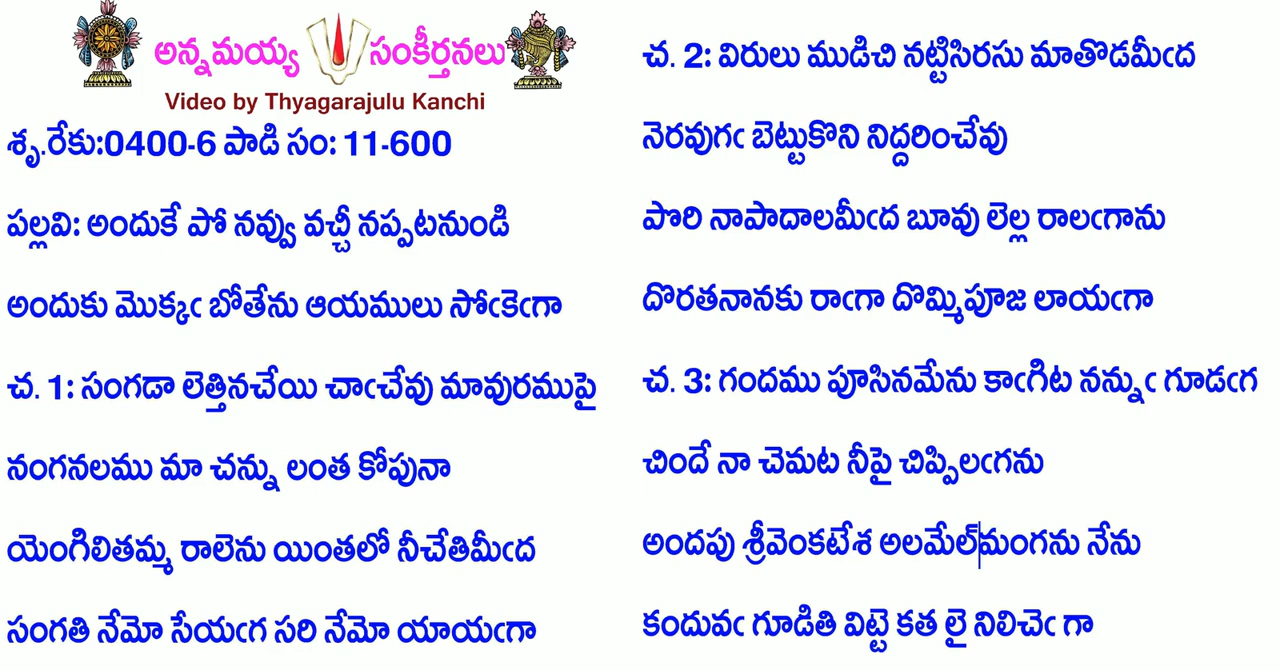 అన్నమయ్య సంకీర్తనలు
Video by Thyagarajulu Kanchi
శృ.రేకు:0400-6 పాడి సం: 11-600
పల్లవి: అందుకే పో నవ్వు వచ్చీ నప్పటనుండి
అందుకు మొక్కఁ బోతేను ఆయములు సోఁకెఁగా
చ. 1: సంగడా లెత్తినచేయి చాఁచేవు మావురముపై
నంగనలము మా చన్ను లంత కోపునా
యెంగిలితమ్మ రాలెను యింతలో నీచేతిమీఁద
సంగతి నేమో సేయఁగ సరి నేమో యాయఁగా
చ. 2: విరులు ముడిచి నట్టిసిరసు మాతొడమీఁద
నెరవుగఁ బెట్టుకొని నిద్దరించేవు
పొరి నాపాదాలమీఁద బూవు లెల్ల రాలఁగాను
దొరతనానకు రాఁగా దొమ్మిపూజ లాయఁగా
చ. 3: గందము పూసినమేను కాఁగిట నన్నుఁ గూడఁగ
చిందే నా చెమట నీపై చిప్పిలఁగను
అందపు శ్రీవెంకటేశ అలమేల్‌మంగను నేను
కందువఁ గూడితి విట్టె కత లై నిలిచెఁ గా